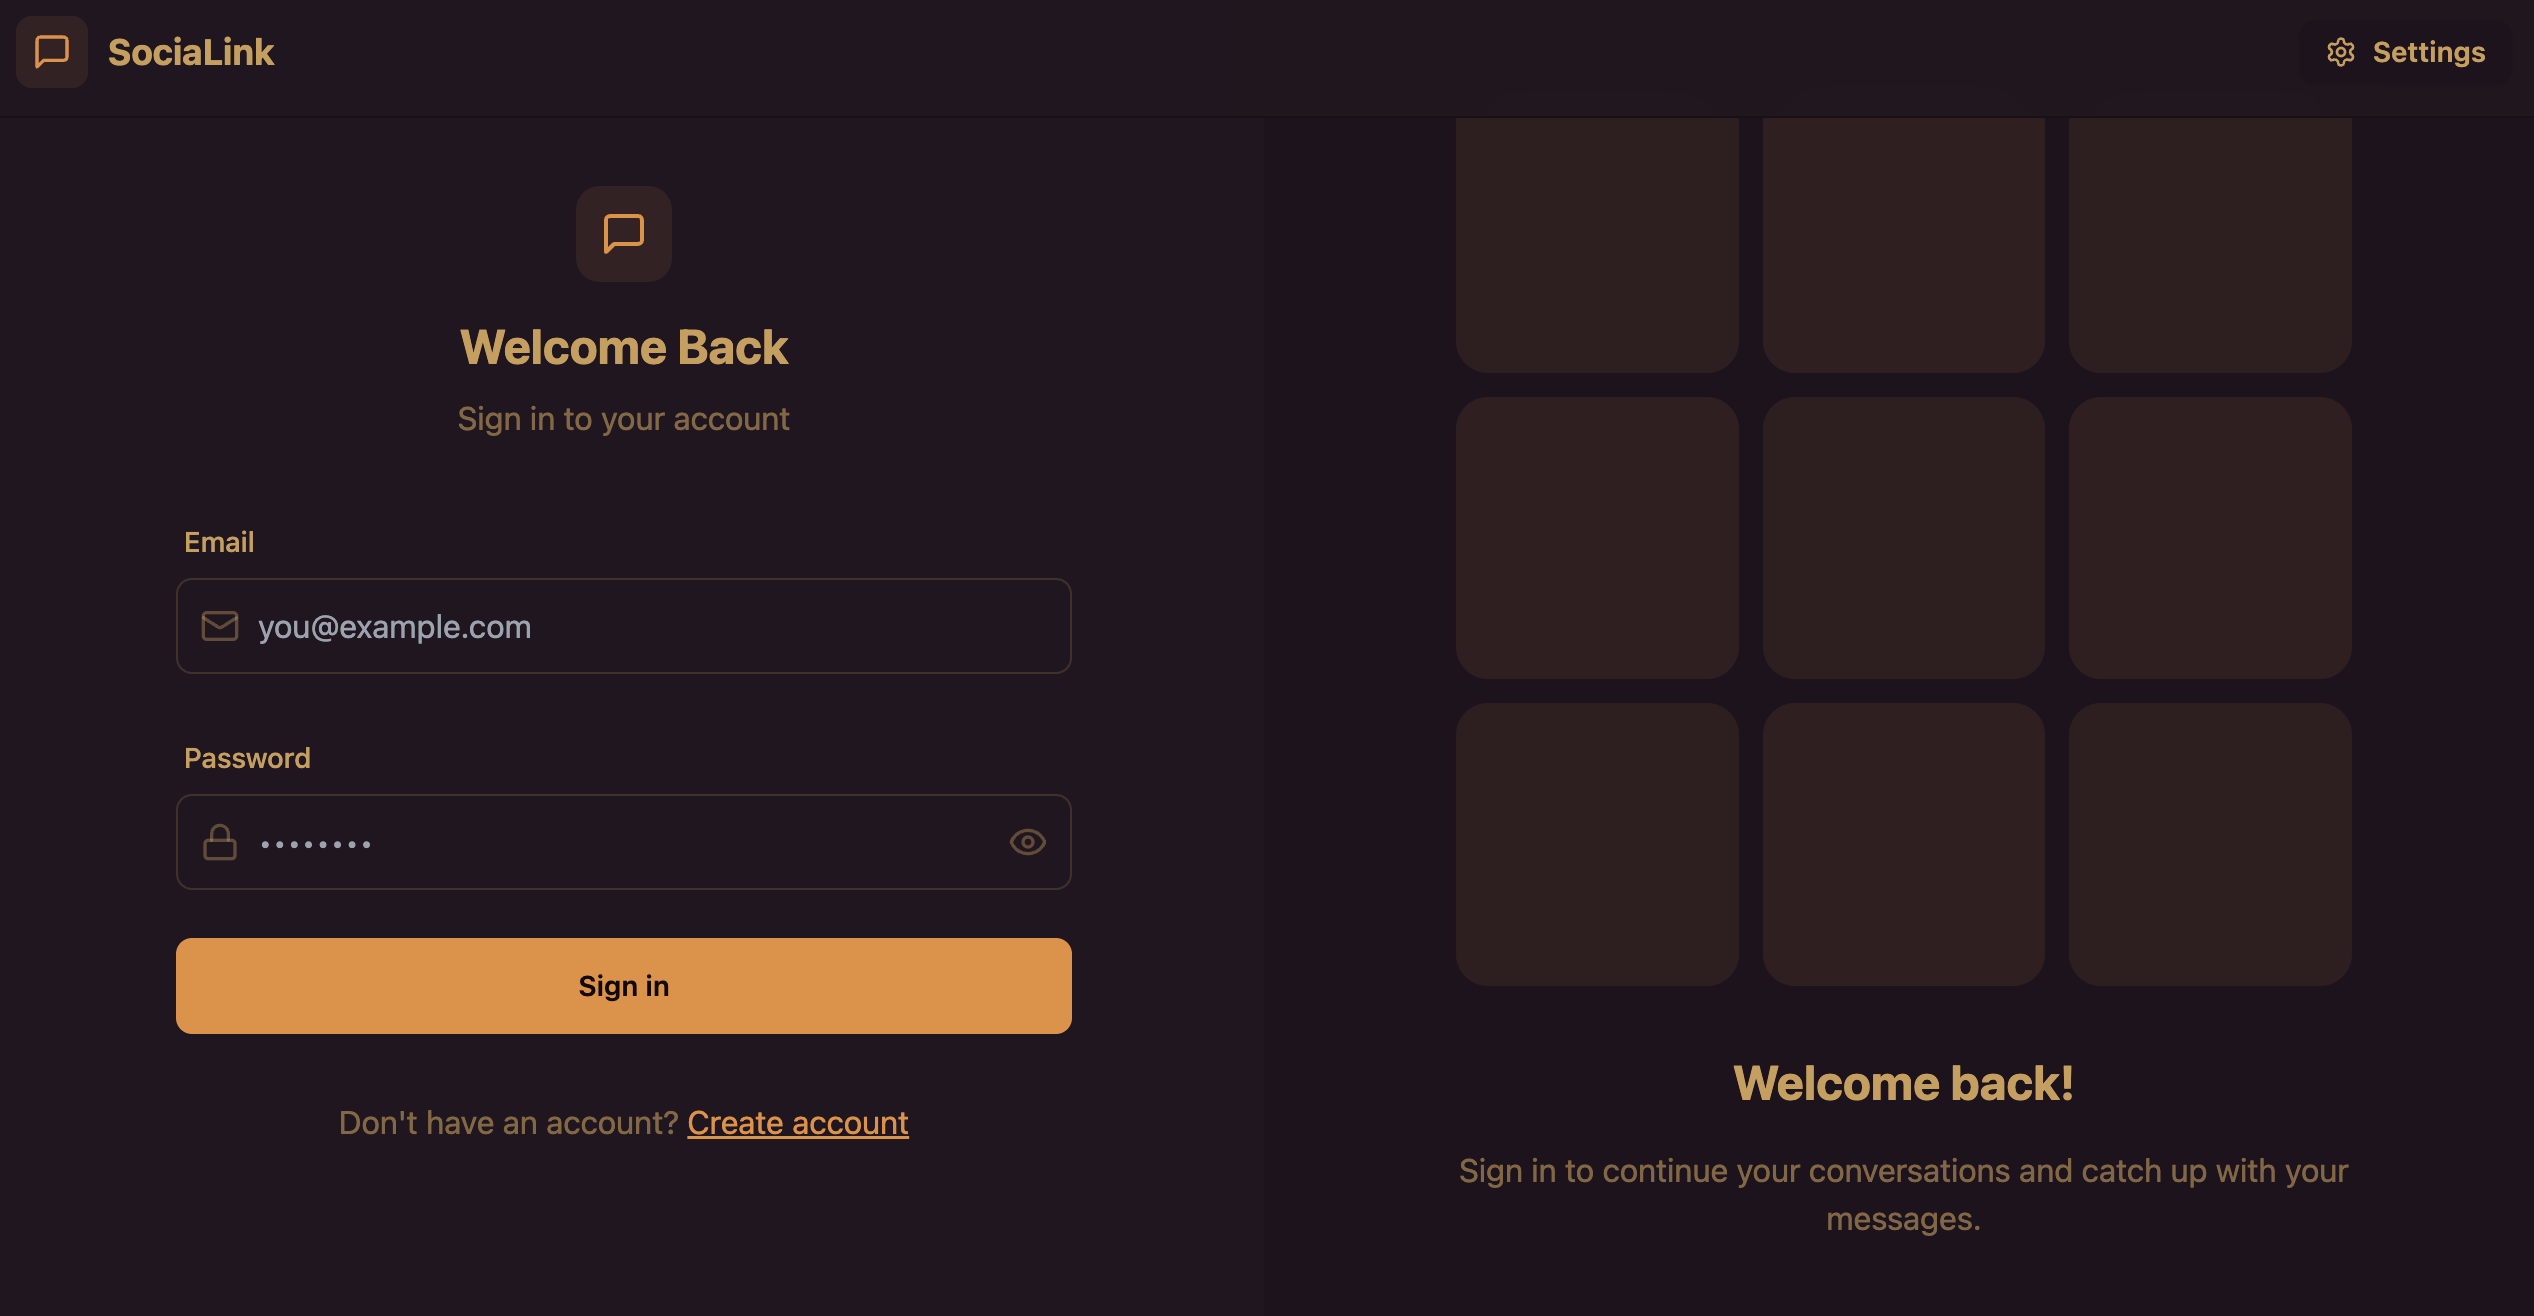 SociaLink
Settings
Welcome Back
Sign in to your account
Email
you@example.com
Password
••••••••
Sign in
Don't have an account? Create account
Welcome back!
Sign in to continue your conversations and catch up with your
messages.